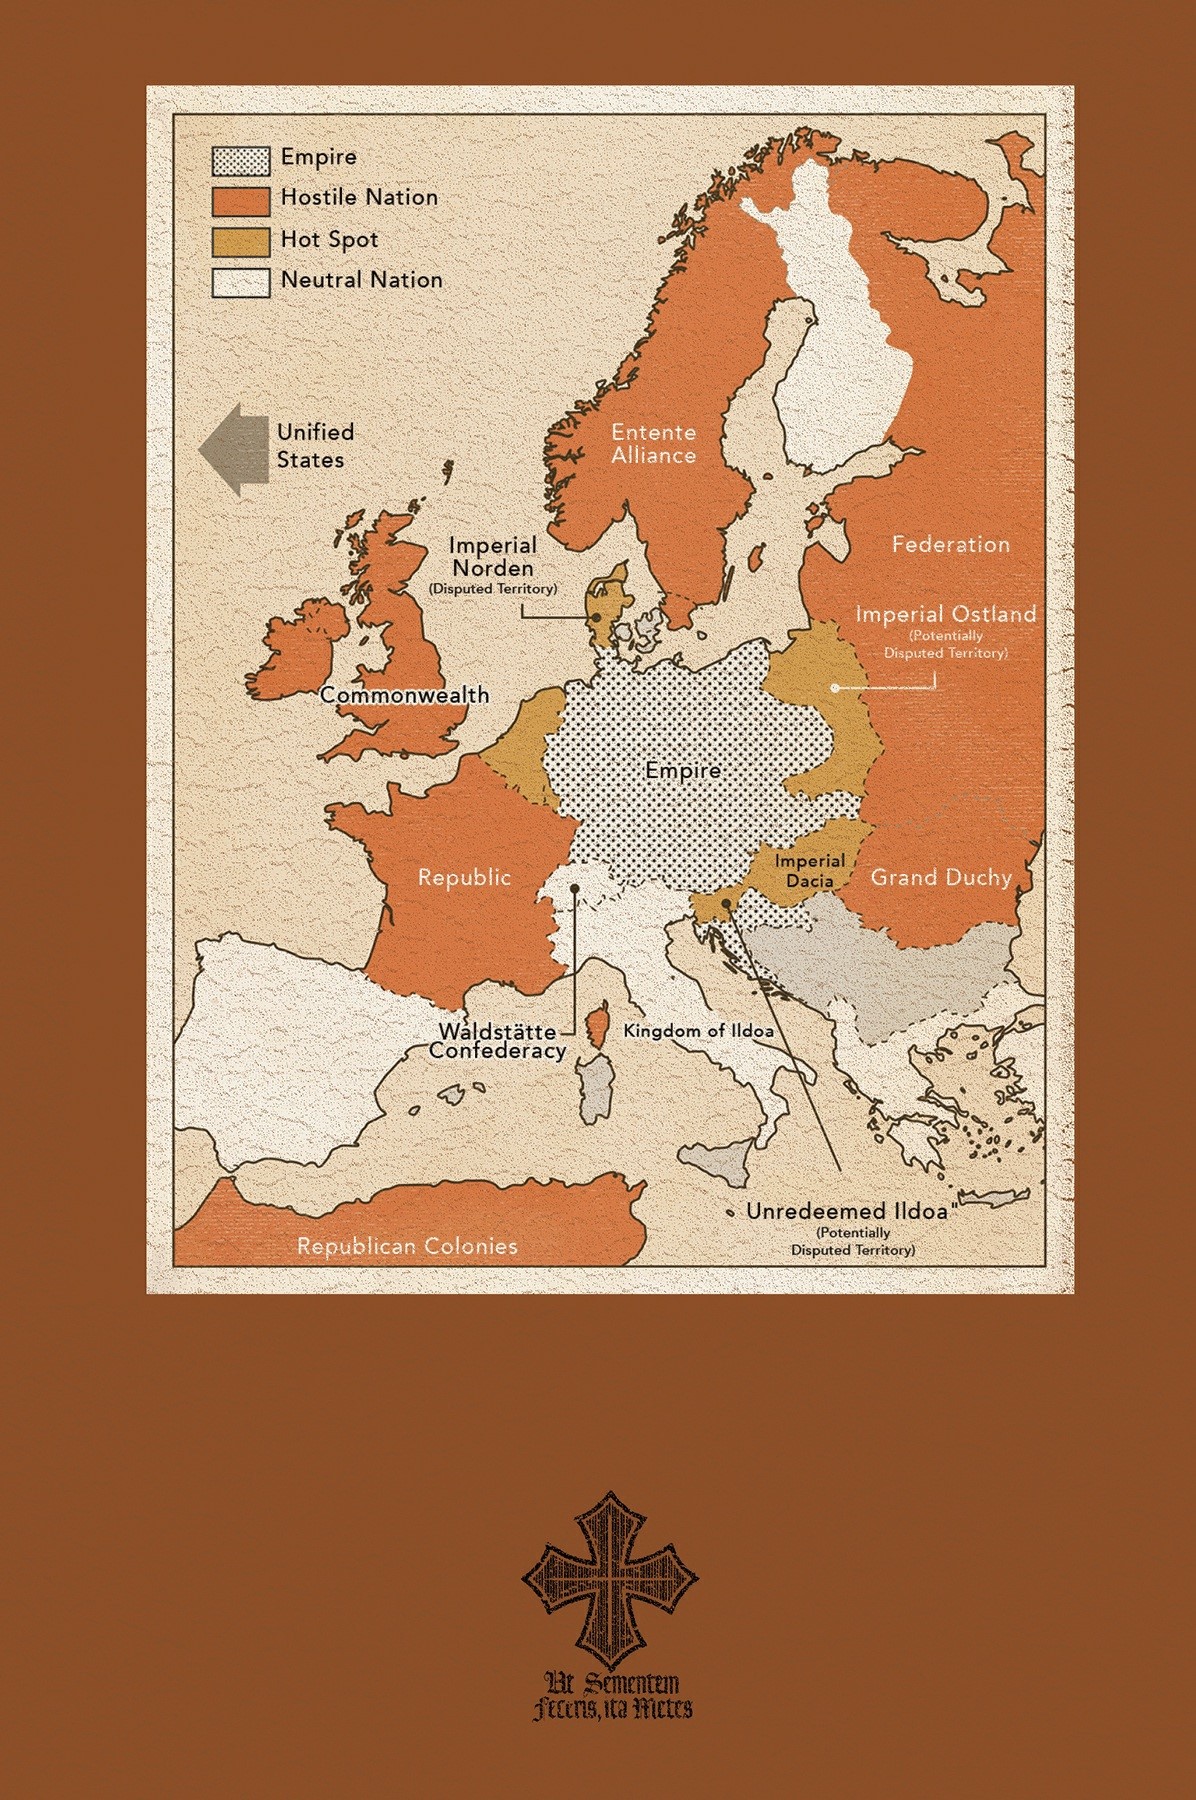 Empire
Hostile Nation
Hot Spot
Neutral Nation
Unified
States
Entente
Alliance
Imperial
Norden
(Disputed Territory)
Federation
Imperial Ostland
(Potentially
Disputed Territory)
Commonwealth
Empire
Republic
Imperial
Dacia
Grand Duchy
Waldstätte
Confederacy
Kingdom of Ildoa
Unredeemed Ildoa"
(Potentially
Disputed Territory)
Republican Colonies
Ut Sementem
Feceris, ita Metes